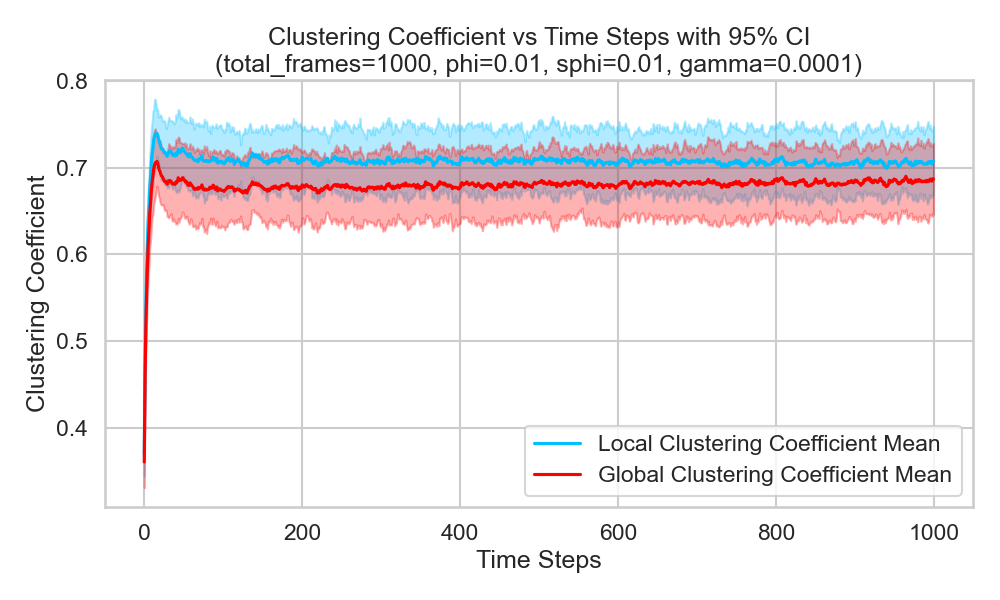 Clustering Coefficient vs Time Steps with 95% CI
(total_frames=1000, phi=0.01, sphi=0.01, gamma=0.0001)
0.8
0.7
0.6
0.5
0.4
Clustering Coefficient
Local Clustering Coefficient Mean
Global Clustering Coefficient Mean
0 200 400 600 800 1000
Time Steps